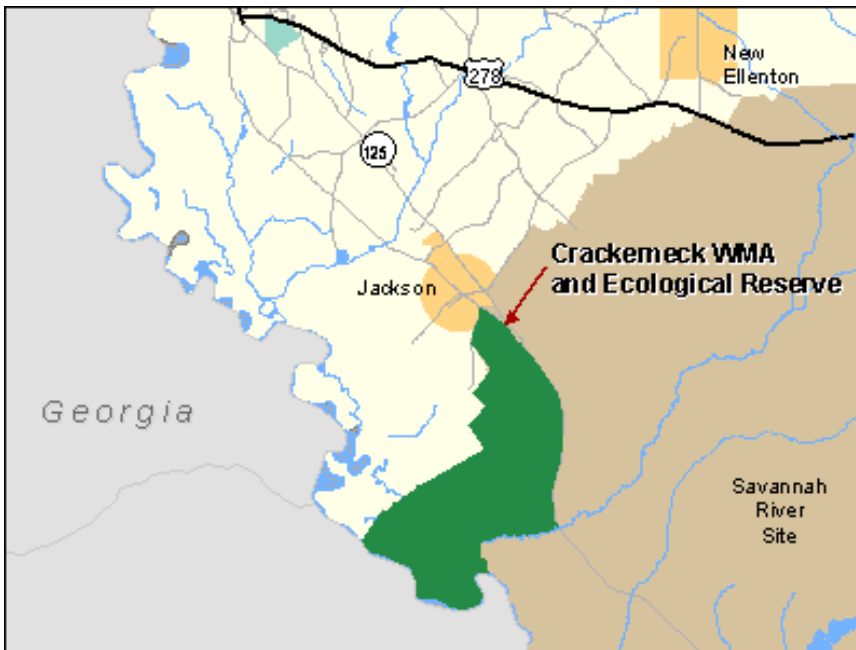 New
Ellenton
278
125
Crackerneck WMA
and Ecological Reserve
Jackson
Georgia
Savannah
River
Site